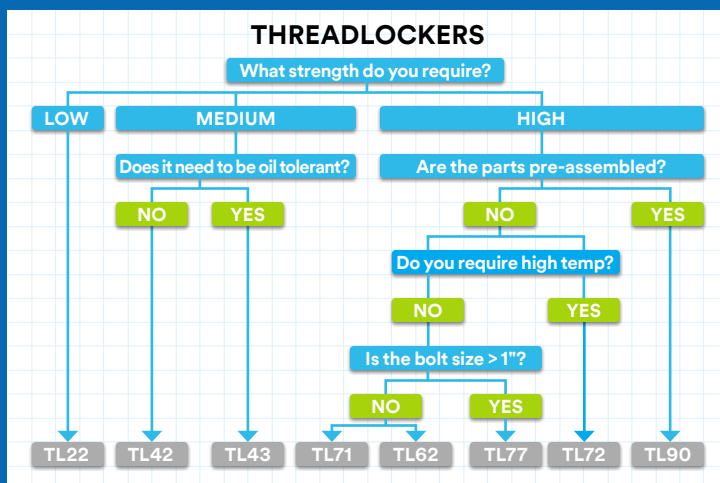 THREADLOCKERS
What strength do you require?
LOW
MEDIUM
HIGH
Does it need to be oil tolerant?
Are the parts pre-assembled?
NO
YES
NO
YES
Do you require high temp?
NO
YES
Is the bolt size > 1"?
NO
YES
TL22
TL42
TL43
TL71
TL62
TL77
TL72
TL90